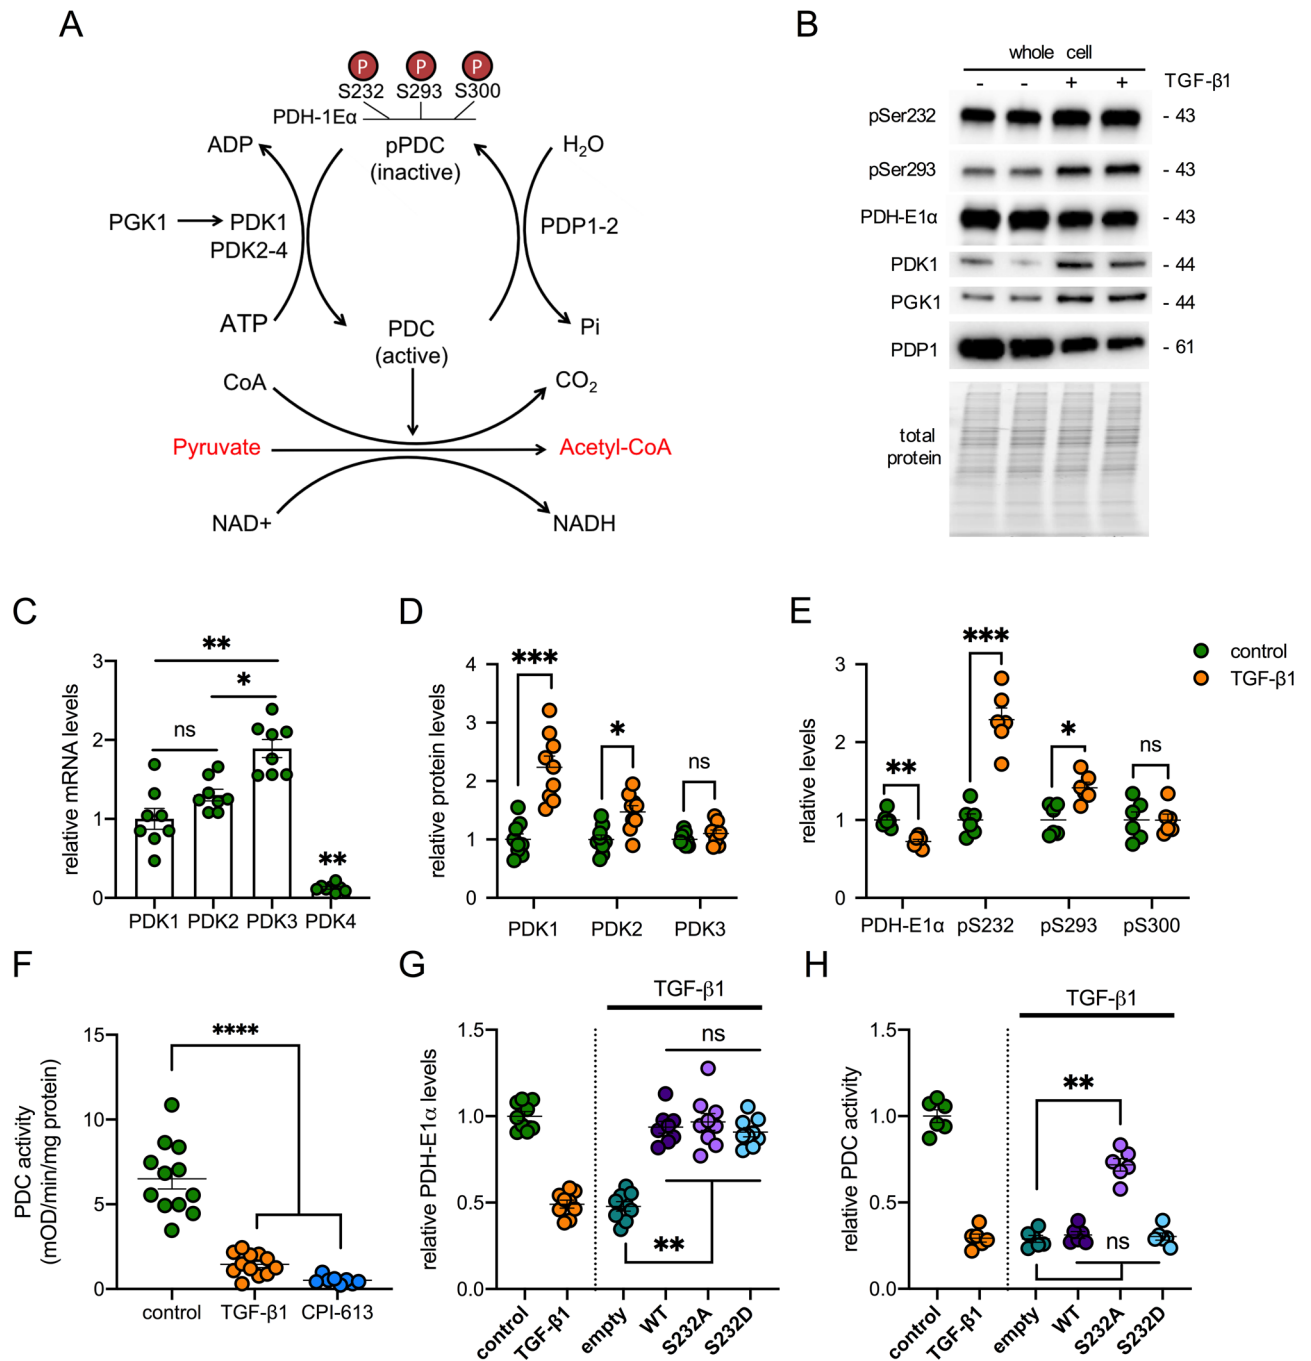 A
P P P
S232 S293 S300
PDH-1Eα
ADP
pPDC
(inactive)
H2O
PGK1
PDK1
PDK2-4
PDP1-2
ATP
PDC
(active)
Pi
CoA
CO2
Pyruvate
Acetyl-CoA
NAD+
NADH
B
whole cell
- - + + TGF-β1
pSer232 - 43
pSer293 - 43
PDH-E1α - 43
PDK1 - 44
PGK1 - 44
PDP1 - 61
total
protein
C
relative mRNA levels
3
2
1
0
**
*
ns
**
PDK1 PDK2 PDK3 PDK4
D
relative protein levels
4
3
2
1
0
***
*
ns
PDK1 PDK2 PDK3
E
relative levels
3
2
1
0
**
***
*
ns
PDH-E1α pS232 pS293 pS300
control
TGF-β1
F
PDC activity
(mOD/min/mg protein)
15
10
5
0
****
control TGF-β1 CPI-613
G
relative PDH-E1α levels
1.5
1.0
0.5
0.0
TGF-β1
ns
**
control TGF-β1 empty WT S232A S232D
H
relative PDC activity
1.5
1.0
0.5
0.0
TGF-β1
**
ns
control TGF-β1 empty WT S232A S232D